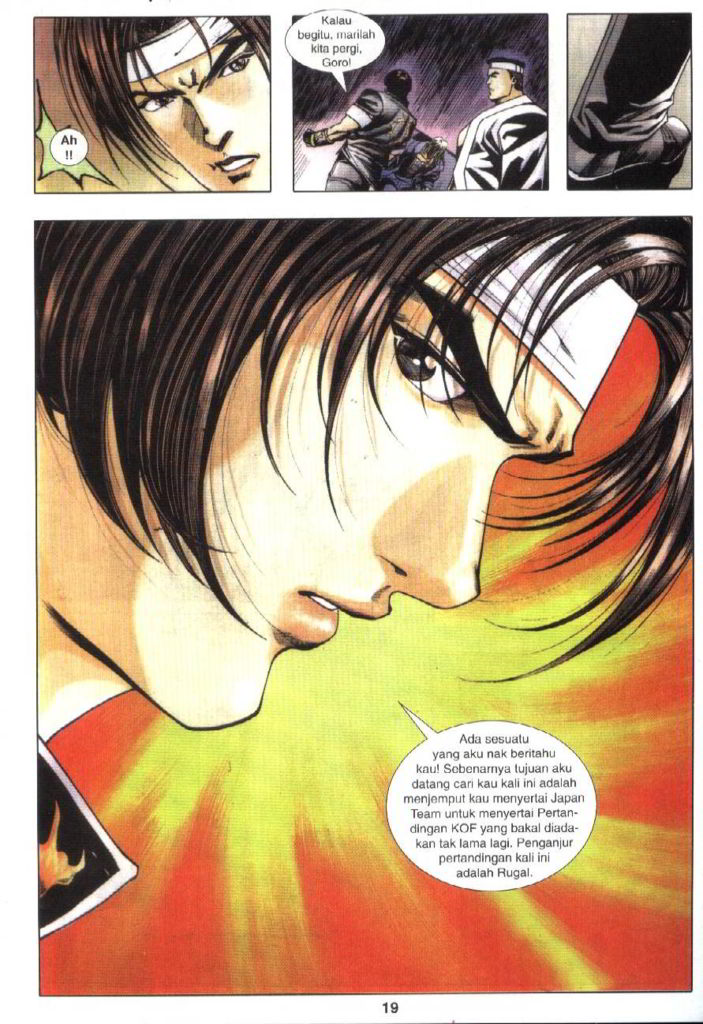 Ah
!!
Kalau
begitu, marilah
kita pergi,
Goro!
Ada sesuatu
yang aku nak beritahu
kau! Sebenarnya tujuan aku
datang cari kau kali ini adalah
menjemput kau menyertai Japan
Team untuk menyertai Pertan-
dingan KOF yang bakal diada-
kan tak lama lagi. Penganjur
pertandingan kali ini
adalah Rugal.
19